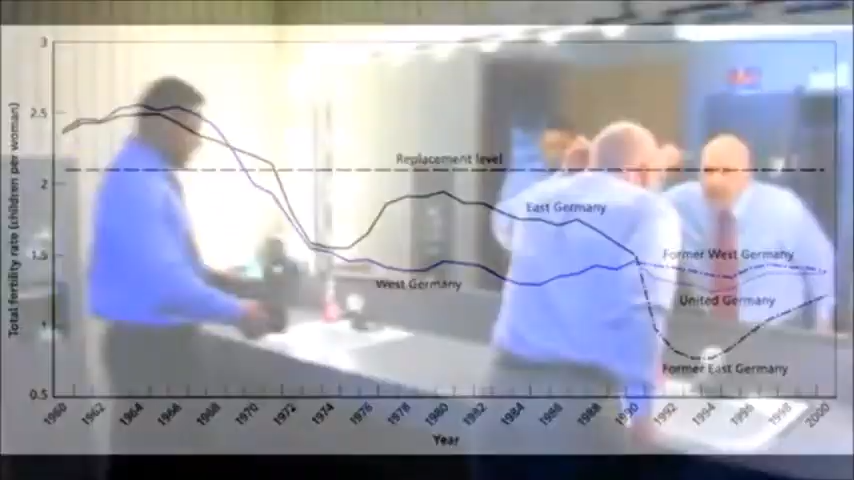 3
2.5
2
1.5
1
0.5
Total fertility rate (children per woman)
Replacement level
East Germany
West Germany
Former West Germany
United Germany
Former East Germany
1960 1962 1964 1966 1968 1970 1972 1974 1976 1978 1980 1982 1984 1986 1988 1990 1992 1994 1996 1998 2000
Year